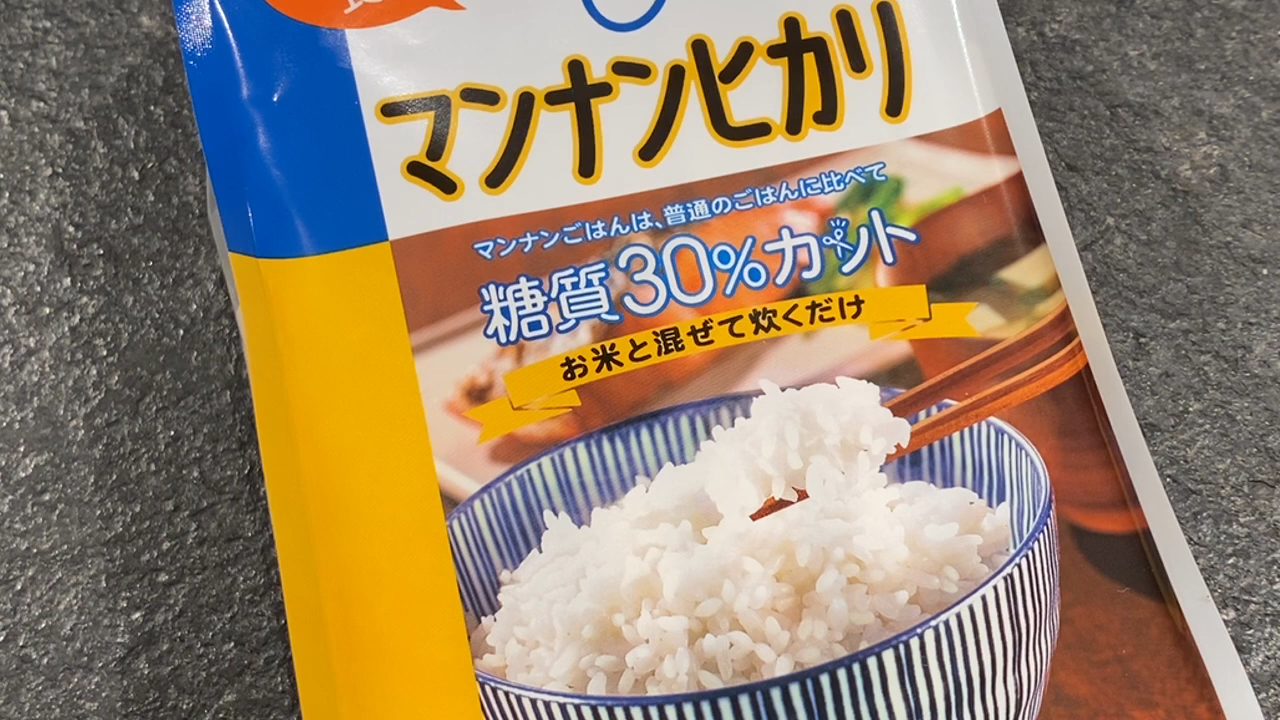 マンナンヒカリ
マンナンごはんは、普通のごはんに比べて
糖質30%カット
お米と混ぜて炊くだけ